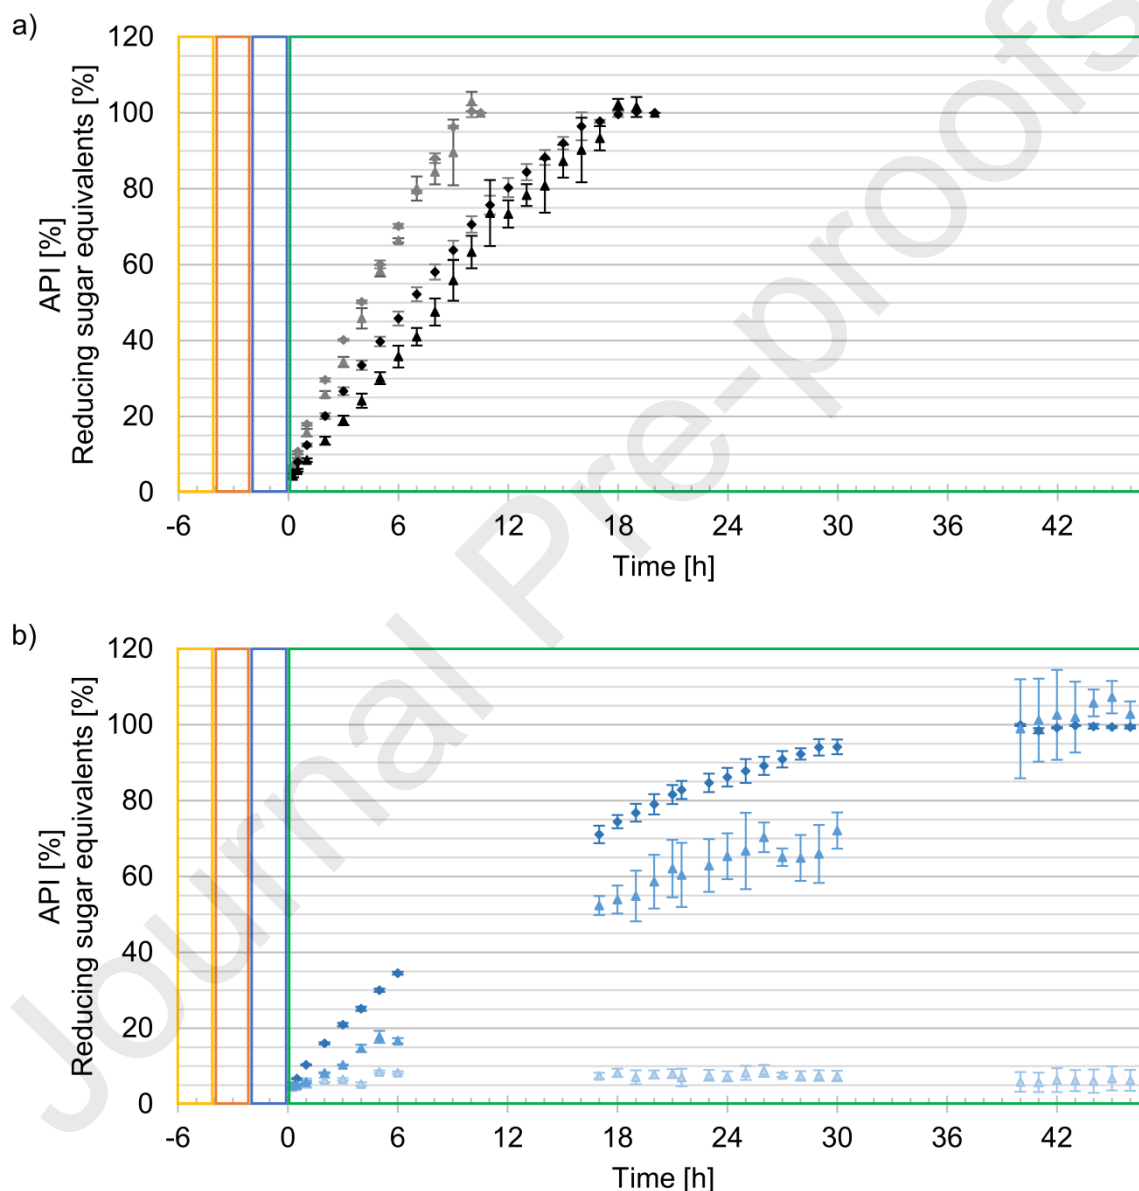 a)
120
100
80
60
40
20
0
API [%]
Reducing sugar equivalents [%]
-6 0 6 12 18 24 30 36 42
Time [h]
b)
120
100
80
60
40
20
0
API [%]
Reducing sugar equivalents [%]
-6 0 6 12 18 24 30 36 42
Time [h]
Journal Pre-proofs